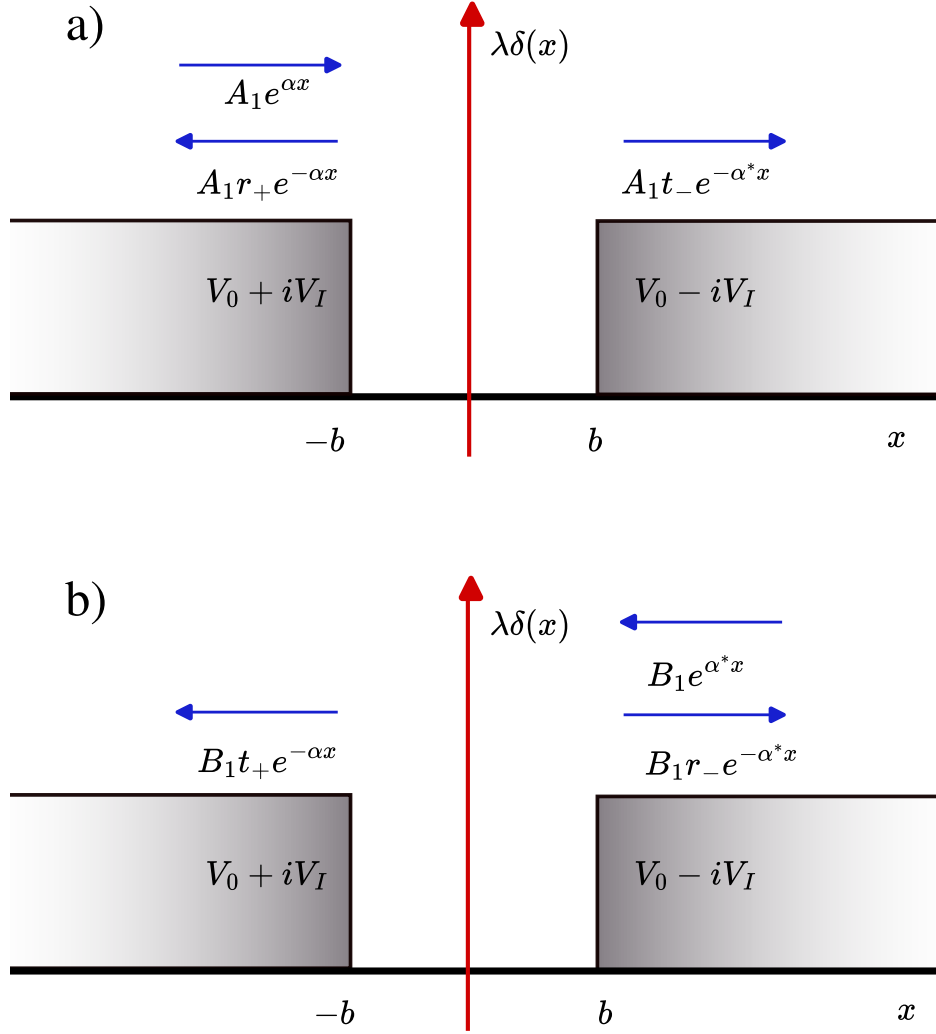 a)
λδ(x)
A₁e^{αx}
A₁r₊e^{−αx}
A₁t₋e^{−α*x}
V₀ + iV_I
V₀ − iV_I
−b
b
x
b)
λδ(x)
B₁e^{α*x}
B₁t₊e^{−αx}
B₁r₋e^{−α*x}
V₀ + iV_I
V₀ − iV_I
−b
b
x